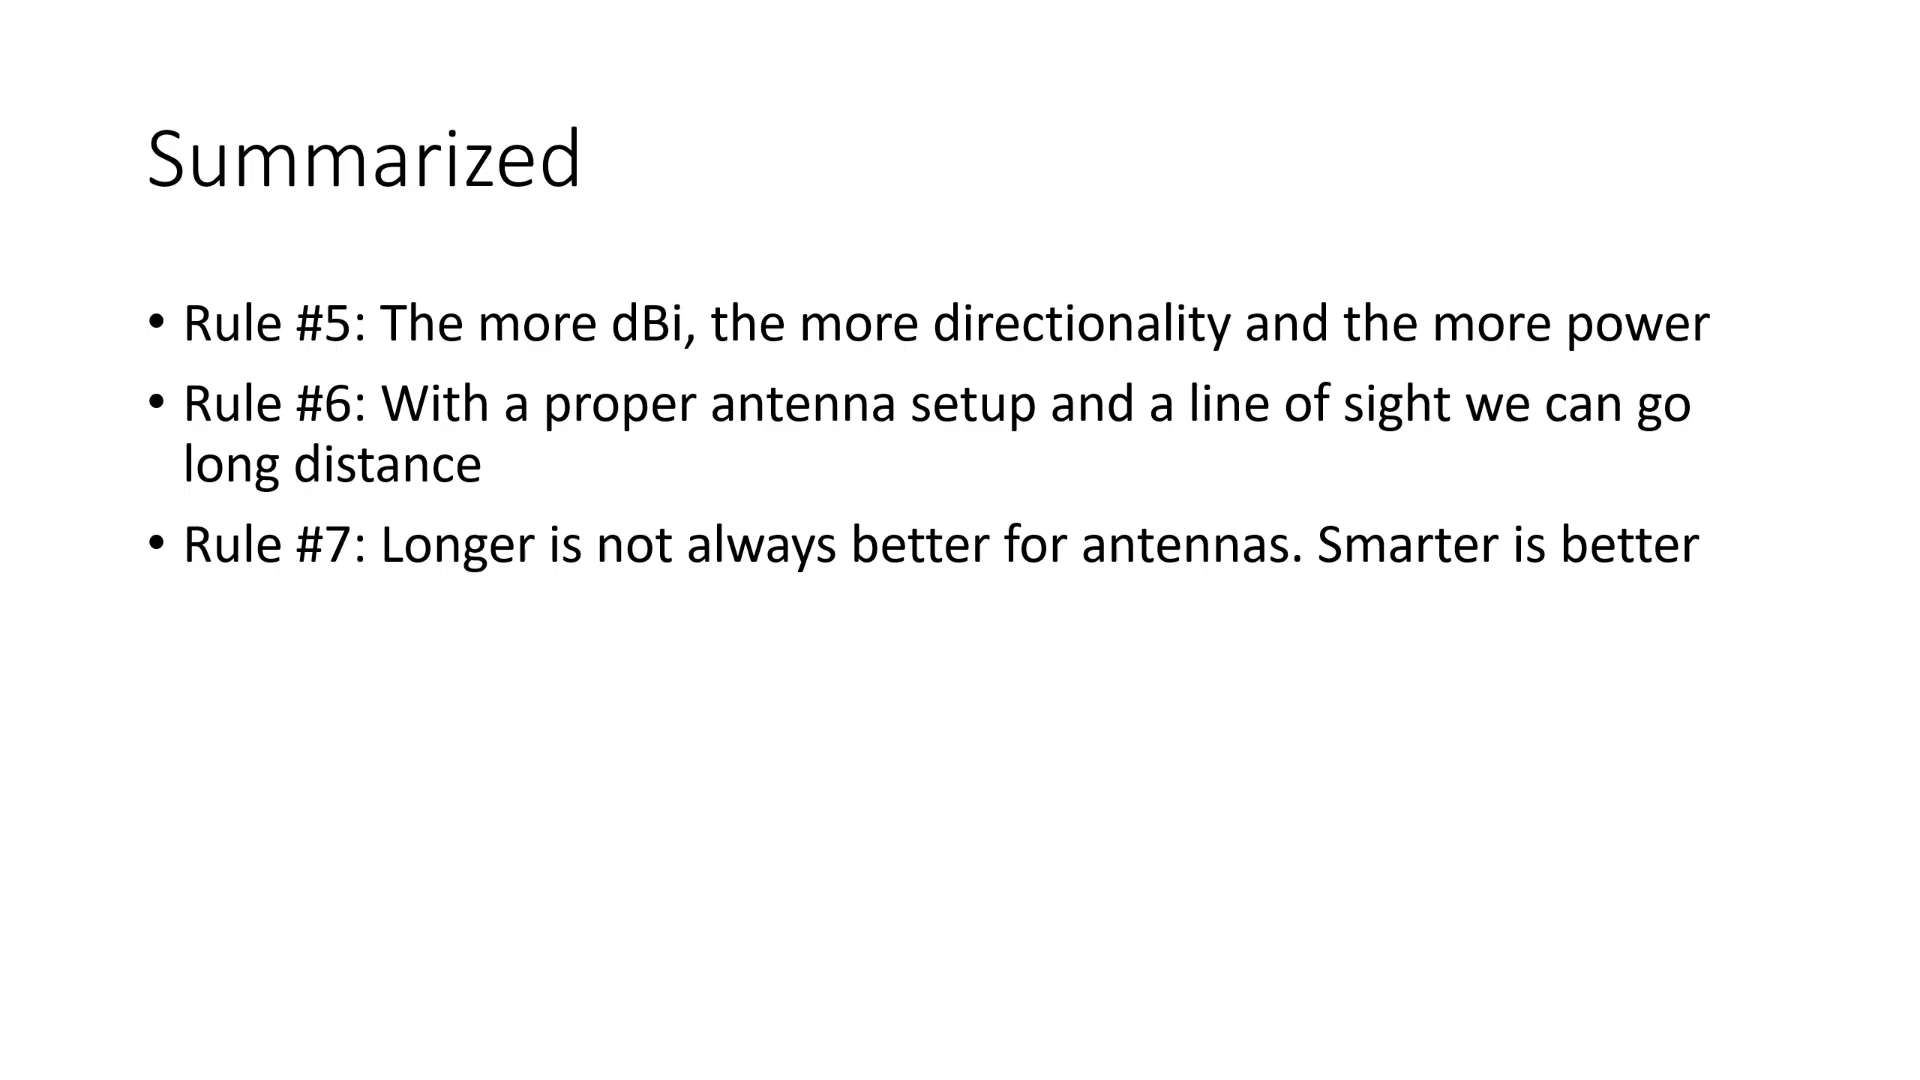 Summarized
• Rule #5: The more dBi, the more directionality and the more power
• Rule #6: With a proper antenna setup and a line of sight we can go
long distance
• Rule #7: Longer is not always better for antennas. Smarter is better